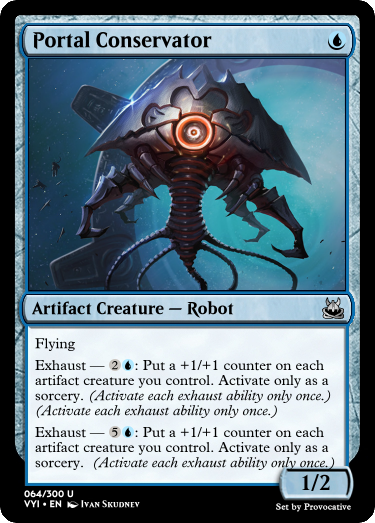 Portal Conservator
Artifact Creature — Robot
Flying
Exhaust — 2: Put a +1/+1 counter on each
artifact creature you control. Activate only as a
sorcery. (Activate each exhaust ability only once.)
(Activate each exhaust ability only once.)
Exhaust — 5: Put a +1/+1 counter on each
artifact creature you control. Activate only as a
sorcery. (Activate each exhaust ability only once.)
1/2
064/300 U
VYI • EN Ivan Skudnev
Set by Provocative